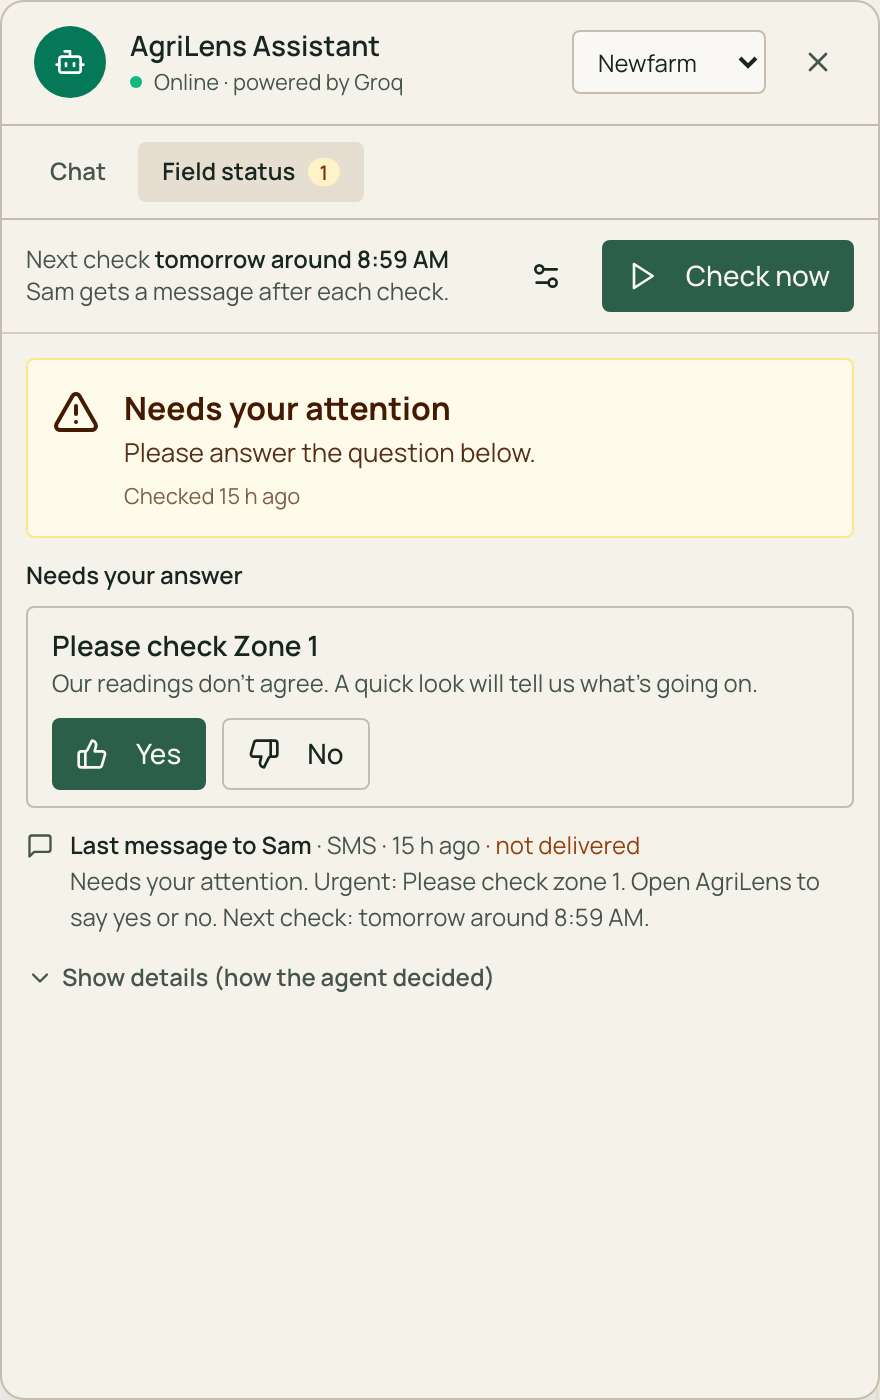 AgriLens Assistant
Online · powered by Groq
Newfarm
Chat
Field status 1
Next check tomorrow around 8:59 AM
Sam gets a message after each check.
Check now
Needs your attention
Please answer the question below.
Checked 15 h ago
Needs your answer
Please check Zone 1
Our readings don't agree. A quick look will tell us what's going on.
Yes
No
Last message to Sam · SMS · 15 h ago · not delivered
Needs your attention. Urgent: Please check zone 1. Open AgriLens to
say yes or no. Next check: tomorrow around 8:59 AM.
Show details (how the agent decided)